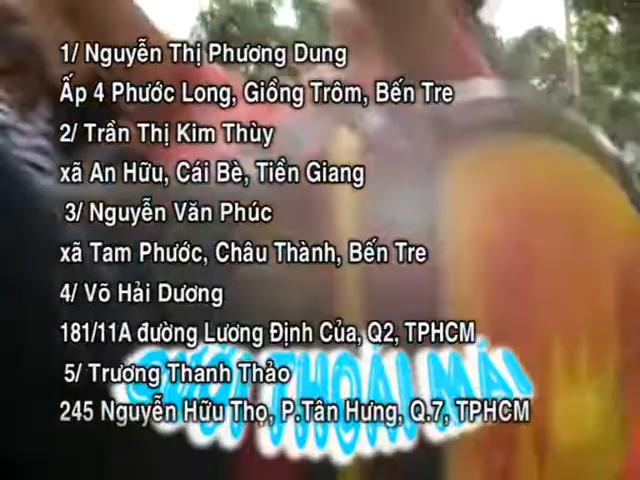 1/ Nguyễn Thị Phương Dung
Ấp 4 Phước Long, Giồng Trôm, Bến Tre
2/ Trần Thị Kim Thùy
xã An Hữu, Cái Bè, Tiền Giang
3/ Nguyễn Văn Phúc
xã Tam Phước, Châu Thành, Bến Tre
4/ Võ Hải Dương
181/11A đường Lương Định Của, Q2, TPHCM
5/ Trương Thanh Thảo
245 Nguyễn Hữu Thọ, P.Tân Hưng, Q.7, TPHCM
CƯỜI THOẢI MÁI